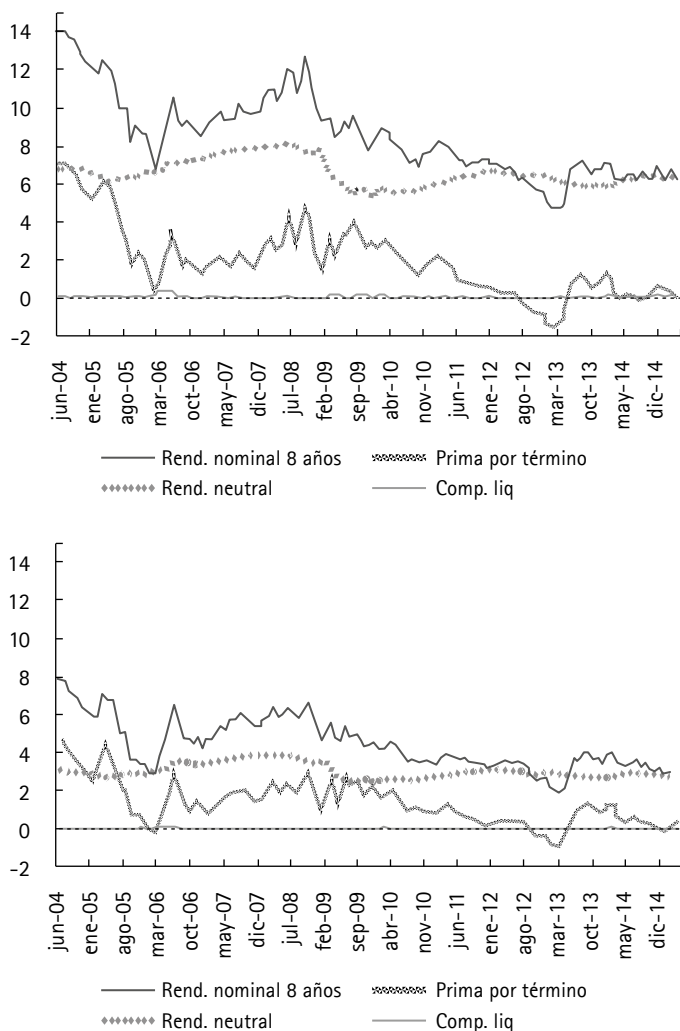 14
12
10
8
6
4
2
0
-2
jun-04
ene-05
ago-05
mar-06
oct-06
may-07
dic-07
jul-08
feb-09
sep-09
abr-10
nov-10
jun-11
ene-12
ago-12
mar-13
oct-13
may-14
dic-14
Rend. nominal 8 años Prima por término
Rend. neutral Comp. liq
14
12
10
8
6
4
2
0
-2
jun-04
ene-05
ago-05
mar-06
oct-06
may-07
dic-07
jul-08
feb-09
sep-09
abr-10
nov-10
jun-11
ene-12
ago-12
mar-13
oct-13
may-14
dic-14
Rend. nominal 8 años Prima por término
Rend. neutral Comp. liq